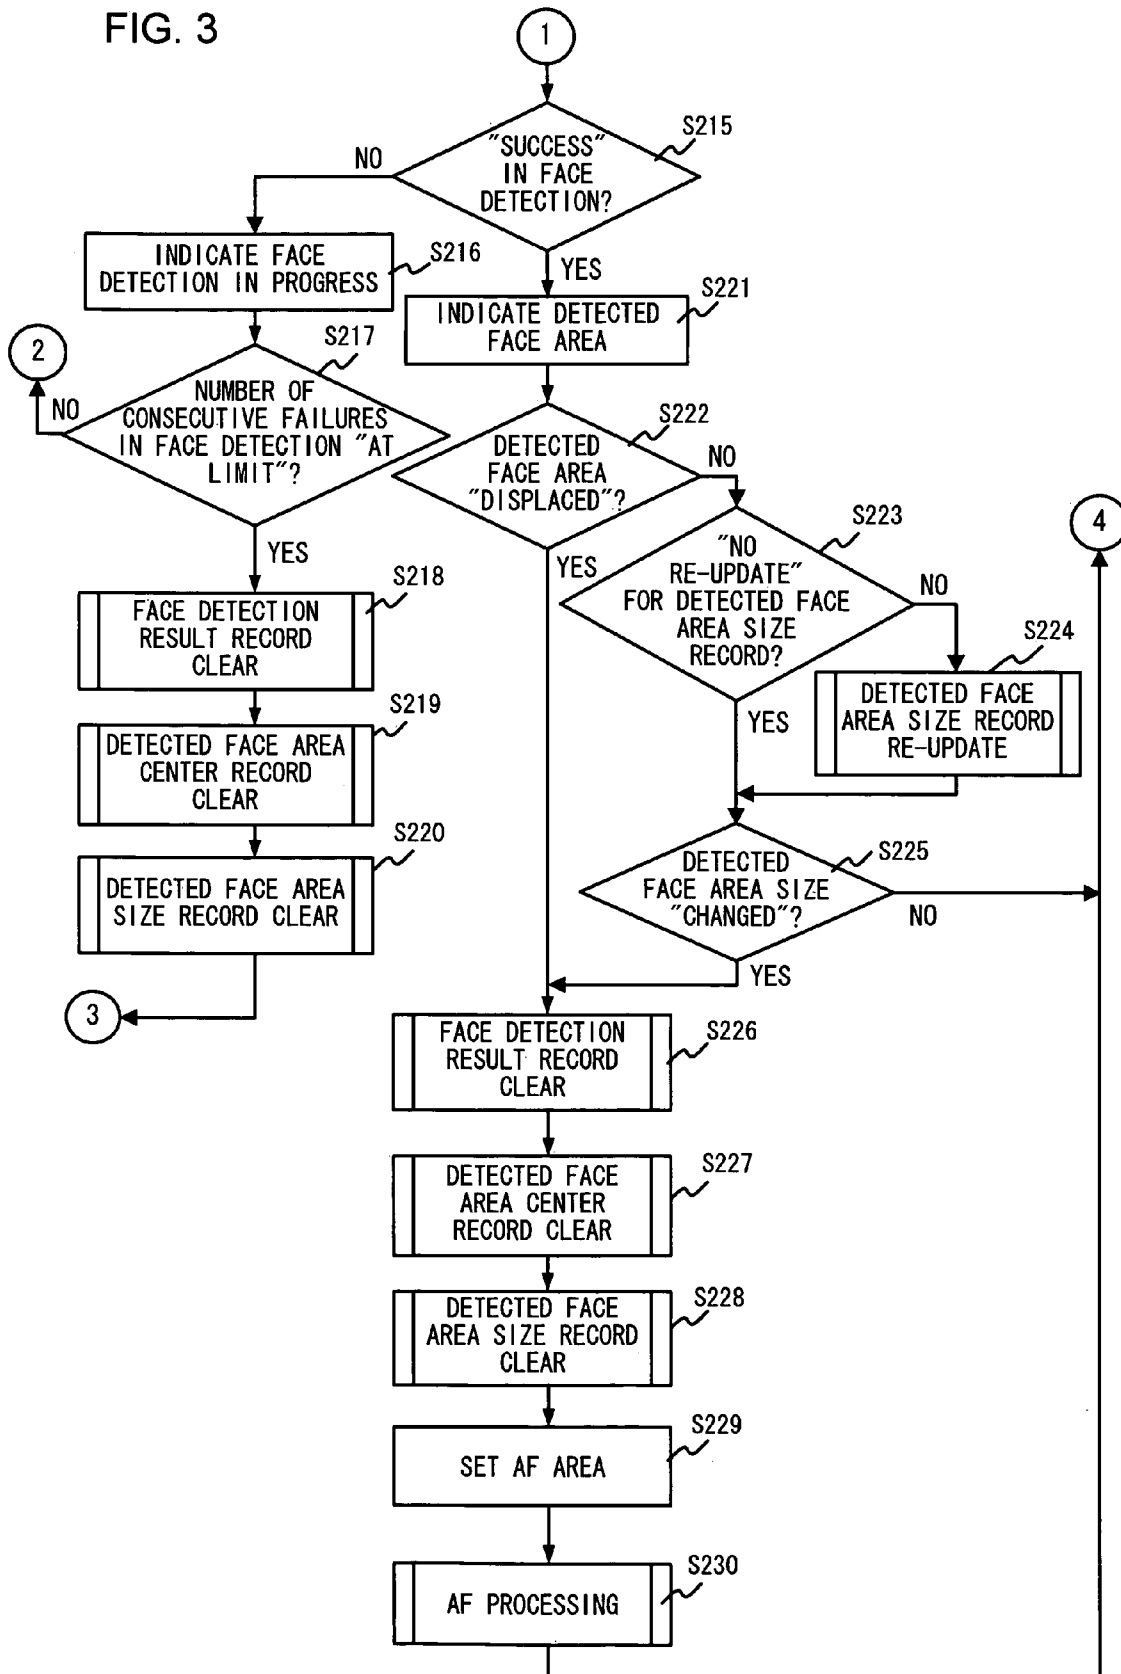 FIG. 3
1
"SUCCESS"
IN FACE
DETECTION?
S215
NO
YES
INDICATE FACE
DETECTION IN PROGRESS
S216
INDICATE DETECTED
FACE AREA
S221
2
NO
NUMBER OF
CONSECUTIVE FAILURES
IN FACE DETECTION "AT
LIMIT"?
S217
YES
DETECTED
FACE AREA
"DISPLACED"?
S222
NO
YES
"NO
RE-UPDATE"
FOR DETECTED FACE
AREA SIZE
RECORD?
S223
NO
YES
4
FACE DETECTION
RESULT RECORD
CLEAR
S218
DETECTED FACE
AREA SIZE RECORD
RE-UPDATE
S224
DETECTED FACE AREA
CENTER RECORD
CLEAR
S219
DETECTED FACE AREA
SIZE RECORD CLEAR
S220
DETECTED
FACE AREA SIZE
"CHANGED"?
S225
NO
YES
3
FACE DETECTION
RESULT RECORD
CLEAR
S226
DETECTED FACE
AREA CENTER
RECORD CLEAR
S227
DETECTED FACE
AREA SIZE RECORD
CLEAR
S228
SET AF AREA
S229
AF PROCESSING
S230